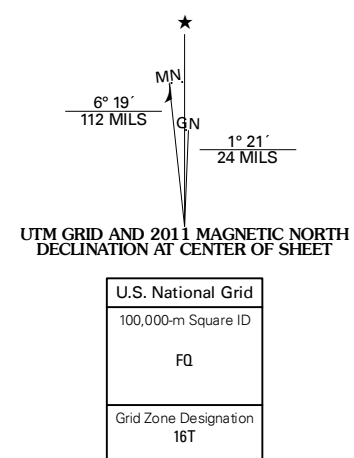 ★
M.N.
GN
6° 19´
112 MILS
1° 21´
24 MILS
UTM GRID AND 2011 MAGNETIC NORTH
DECLINATION AT CENTER OF SHEET
U.S. National Grid
100,000-m Square ID
FQ
Grid Zone Designation
16T